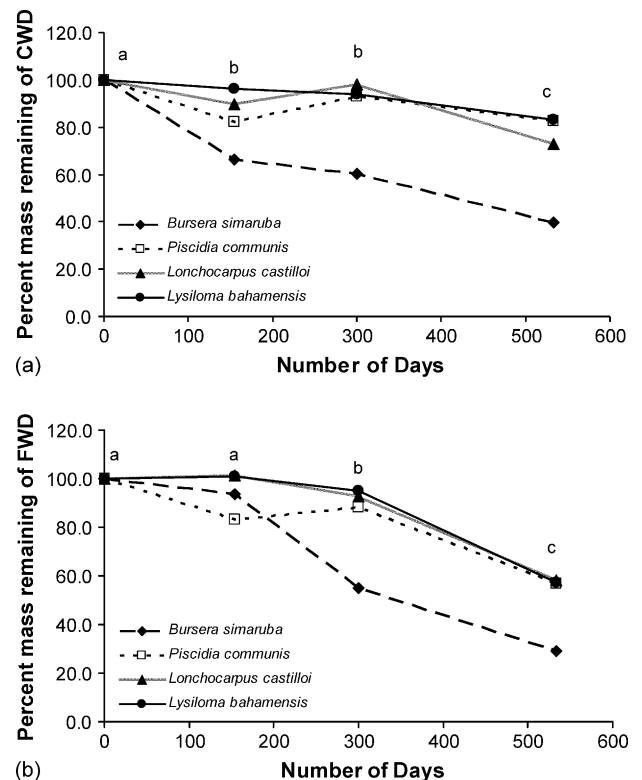 120.0
100.0
80.0
60.0
40.0
20.0
0.0
Percent mass remaining of CWD
a
b
b
c
Bursera simaruba
Piscidia communis
Lonchocarpus castilloi
Lysiloma bahamensis
0 100 200 300 400 500 600
Number of Days
(a)
120.0
100.0
80.0
60.0
40.0
20.0
0.0
Percent mass remaining of FWD
a
a
b
c
Bursera simaruba
Piscidia communis
Lonchocarpus castilloi
Lysiloma bahamensis
0 100 200 300 400 500 600
Number of Days
(b)